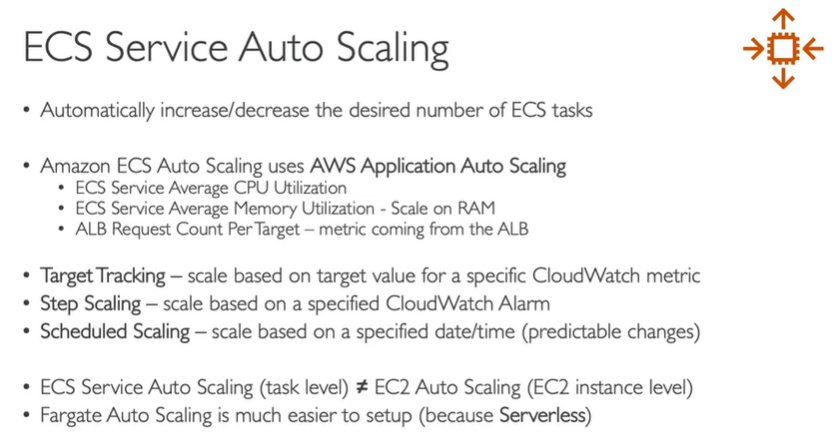 ECS Service Auto Scaling
• Automatically increase/decrease the desired number of ECS tasks
• Amazon ECS Auto Scaling uses AWS Application Auto Scaling
• ECS Service Average CPU Utilization
• ECS Service Average Memory Utilization - Scale on RAM
• ALB Request Count Per Target – metric coming from the ALB
• Target Tracking – scale based on target value for a specific CloudWatch metric
• Step Scaling – scale based on a specified CloudWatch Alarm
• Scheduled Scaling – scale based on a specified date/time (predictable changes)
• ECS Service Auto Scaling (task level) ≠ EC2 Auto Scaling (EC2 instance level)
• Fargate Auto Scaling is much easier to setup (because Serverless)